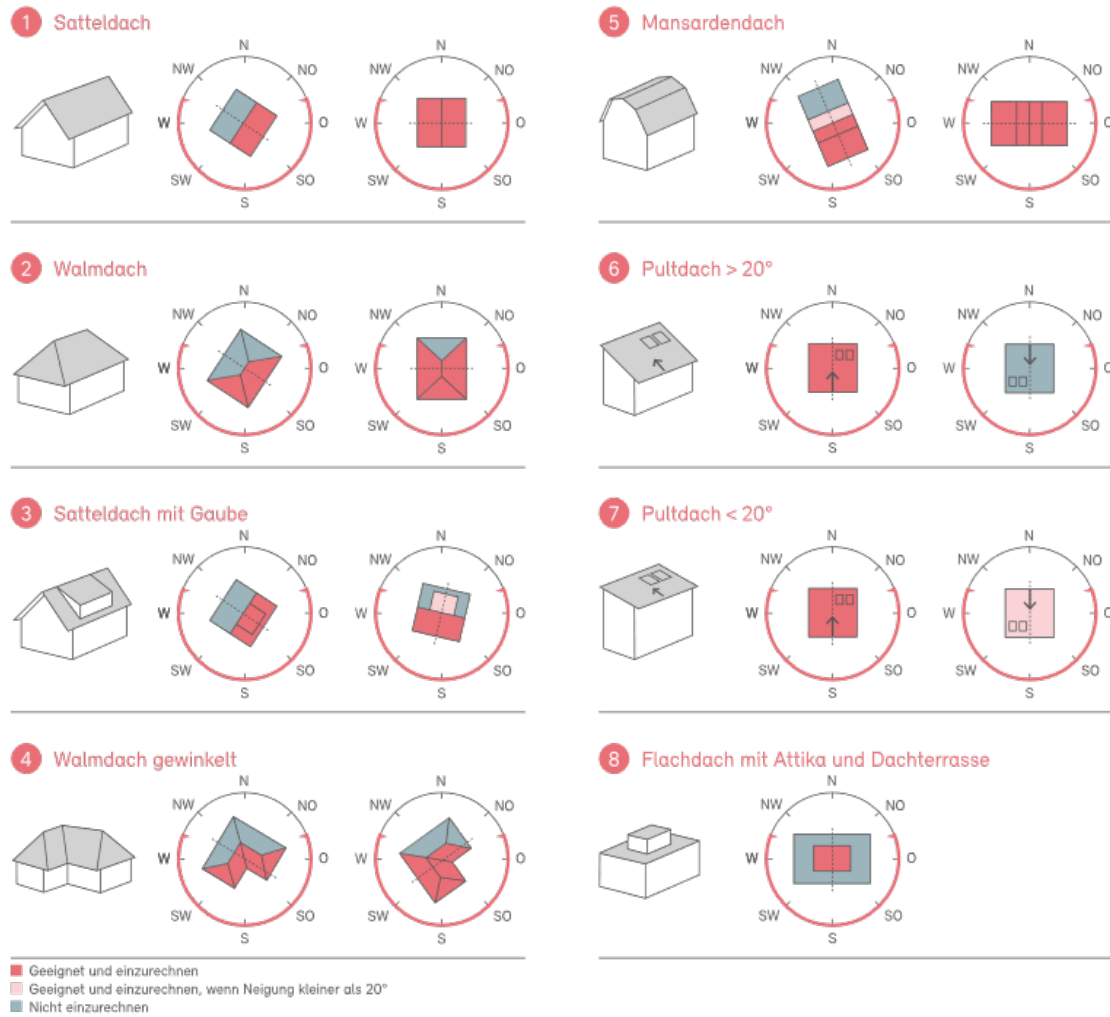 1 Satteldach
N
NW
NO
W
O
SW
SO
S
N
NW
NO
W
O
SW
SO
S
2 Walmdach
N
NW
NO
W
O
SW
SO
S
N
NW
NO
W
O
SW
SO
S
3 Satteldach mit Gaube
N
NW
NO
W
O
SW
SO
S
N
NW
NO
W
O
SW
SO
S
4 Walmdach gewinkelt
N
NW
NO
W
O
SW
SO
S
N
NW
NO
W
O
SW
SO
S
Geeignet und einzurechnen
Geeignet und einzurechnen, wenn Neigung kleiner als 20°
Nicht einzurechnen
5 Mansardendach
N
NW
NO
W
O
SW
SO
S
N
NW
NO
W
O
SW
SO
S
6 Pultdach > 20°
N
NW
NO
W
O
SW
SO
S
N
NW
NO
W
O
SW
SO
S
7 Pultdach < 20°
N
NW
NO
W
O
SW
SO
S
N
NW
NO
W
O
SW
SO
S
8 Flachdach mit Attika und Dachterrasse
N
NW
NO
W
O
SW
SO
S